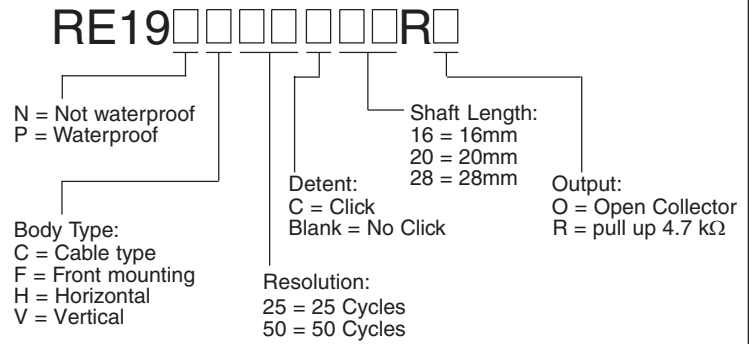 RE19□□□□□□□R□
N = Not waterproof
P = Waterproof
Body Type:
C = Cable type
F = Front mounting
H = Horizontal
V = Vertical
Resolution:
25 = 25 Cycles
50 = 50 Cycles
Detent:
C = Click
Blank = No Click
Shaft Length:
16 = 16mm
20 = 20mm
28 = 28mm
Output:
O = Open Collector
R = pull up 4.7 kΩ